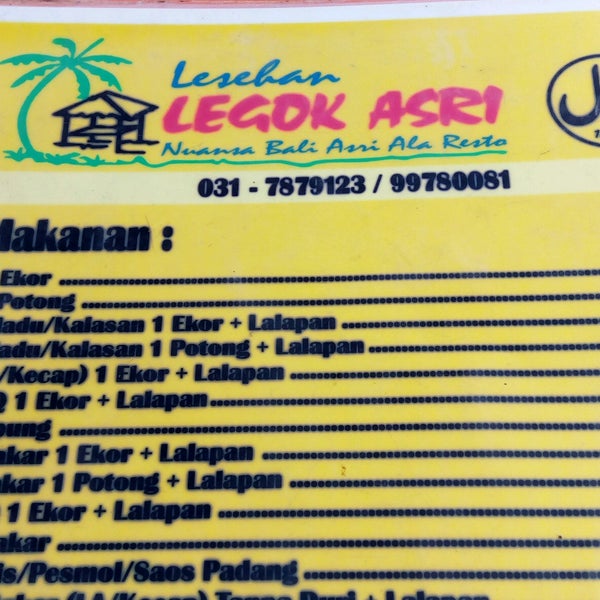 Lesehan
LEGOK ASRI
Nuansa Bali Asri Ala Resto
031 - 7879123 / 99780081
Makanan :
Ekor
Potong
Madu/Kalasan 1 Ekor + Lalapan
Madu/Kalasan 1 Potong + Lalapan
/Kecap) 1 Ekor + Lalapan
Q 1 Ekor + Lalapan
pung
akar 1 Ekor + Lalapan
akar 1 Potong + Lalapan
1 Ekor + Lalapan
akar
is/Pesmol/Saos Padang